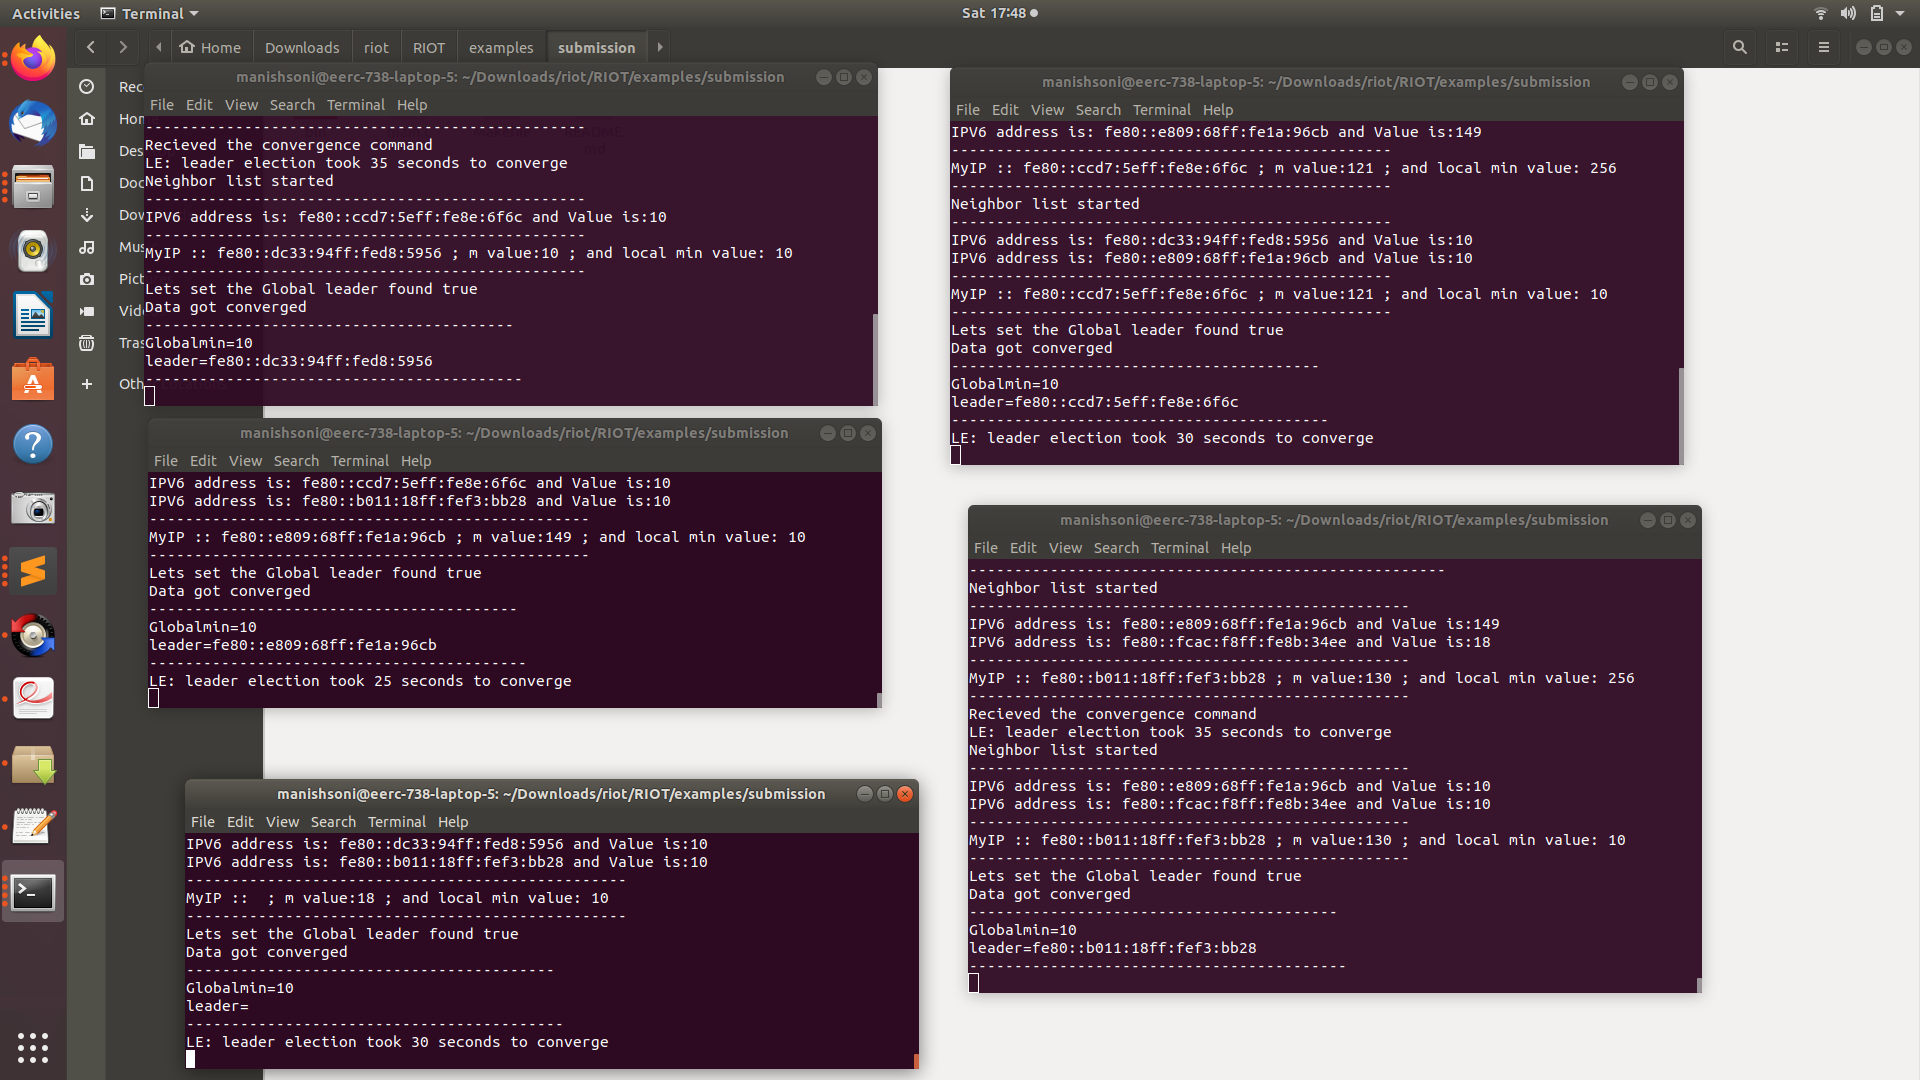 Activities
Terminal
Sat 17:48
Home
Downloads
riot
RIOT
examples
submission
Rec
Hom
Des
Doc
Dow
Mus
Pict
Vide
Tras
Oth
manishsoni@eerc-738-laptop-5: ~/Downloads/riot/RIOT/examples/submission
File Edit View Search Terminal Help
-------------------------------------------------
Recieved the convergence command
LE: leader election took 35 seconds to converge
Neighbor list started
-------------------------------------------------
IPV6 address is: fe80::ccd7:5eff:fe8e:6f6c and Value is:10
-------------------------------------------------
MyIP :: fe80::dc33:94ff:fed8:5956 ; m value:10 ; and local min value: 10
-------------------------------------------------
Lets set the Global leader found true
Data got converged
-----------------------------------------
Globalmin=10
leader=fe80::dc33:94ff:fed8:5956
------------------------------------------
manishsoni@eerc-738-laptop-5: ~/Downloads/riot/RIOT/examples/submission
File Edit View Search Terminal Help
IPV6 address is: fe80::e809:68ff:fe1a:96cb and Value is:149
-------------------------------------------------
MyIP :: fe80::ccd7:5eff:fe8e:6f6c ; m value:121 ; and local min value: 256
-------------------------------------------------
Neighbor list started
-------------------------------------------------
IPV6 address is: fe80::dc33:94ff:fed8:5956 and Value is:10
IPV6 address is: fe80::e809:68ff:fe1a:96cb and Value is:10
-------------------------------------------------
MyIP :: fe80::ccd7:5eff:fe8e:6f6c ; m value:121 ; and local min value: 10
-------------------------------------------------
Lets set the Global leader found true
Data got converged
-----------------------------------------
Globalmin=10
leader=fe80::ccd7:5eff:fe8e:6f6c
------------------------------------------
LE: leader election took 30 seconds to converge
manishsoni@eerc-738-laptop-5: ~/Downloads/riot/RIOT/examples/submission
File Edit View Search Terminal Help
IPV6 address is: fe80::ccd7:5eff:fe8e:6f6c and Value is:10
IPV6 address is: fe80::b011:18ff:fef3:bb28 and Value is:10
-------------------------------------------------
MyIP :: fe80::e809:68ff:fe1a:96cb ; m value:149 ; and local min value: 10
-------------------------------------------------
Lets set the Global leader found true
Data got converged
-----------------------------------------
Globalmin=10
leader=fe80::e809:68ff:fe1a:96cb
------------------------------------------
LE: leader election took 25 seconds to converge
manishsoni@eerc-738-laptop-5: ~/Downloads/riot/RIOT/examples/submission
File Edit View Search Terminal Help
-----------------------------------------------------
Neighbor list started
-------------------------------------------------
IPV6 address is: fe80::e809:68ff:fe1a:96cb and Value is:149
IPV6 address is: fe80::fcac:f8ff:fe8b:34ee and Value is:18
-------------------------------------------------
MyIP :: fe80::b011:18ff:fef3:bb28 ; m value:130 ; and local min value: 256
-------------------------------------------------
Recieved the convergence command
LE: leader election took 35 seconds to converge
Neighbor list started
-------------------------------------------------
IPV6 address is: fe80::e809:68ff:fe1a:96cb and Value is:10
IPV6 address is: fe80::fcac:f8ff:fe8b:34ee and Value is:10
-------------------------------------------------
MyIP :: fe80::b011:18ff:fef3:bb28 ; m value:130 ; and local min value: 10
-------------------------------------------------
Lets set the Global leader found true
Data got converged
-----------------------------------------
Globalmin=10
leader=fe80::b011:18ff:fef3:bb28
------------------------------------------
manishsoni@eerc-738-laptop-5: ~/Downloads/riot/RIOT/examples/submission
File Edit View Search Terminal Help
IPV6 address is: fe80::dc33:94ff:fed8:5956 and Value is:10
IPV6 address is: fe80::b011:18ff:fef3:bb28 and Value is:10
-------------------------------------------------
MyIP ::  ; m value:18 ; and local min value: 10
-------------------------------------------------
Lets set the Global leader found true
Data got converged
-----------------------------------------
Globalmin=10
leader=
------------------------------------------
LE: leader election took 30 seconds to converge